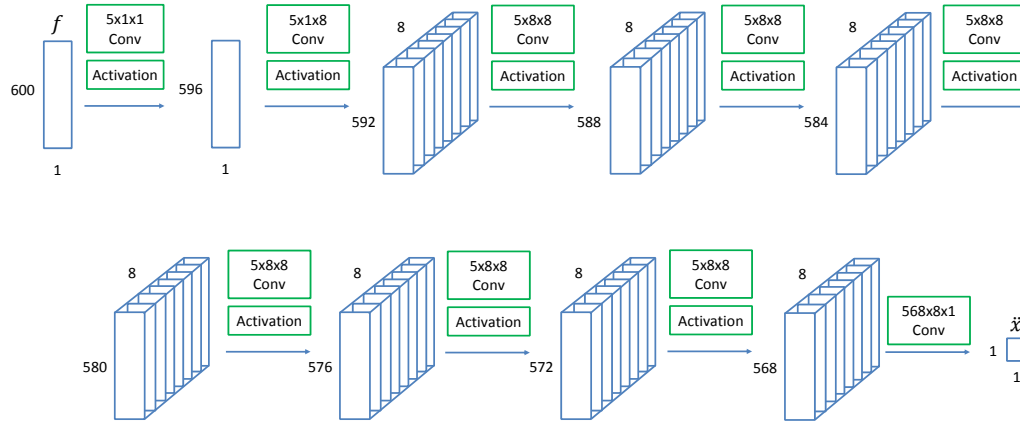 f
5x1x1
Conv
Activation
600
1
596
1
5x1x8
Conv
Activation
8
592
5x8x8
Conv
Activation
8
588
5x8x8
Conv
Activation
8
584
5x8x8
Conv
Activation
8
580
5x8x8
Conv
Activation
8
576
5x8x8
Conv
Activation
8
572
5x8x8
Conv
Activation
8
568
568x8x1
Conv
ẍ
1
1